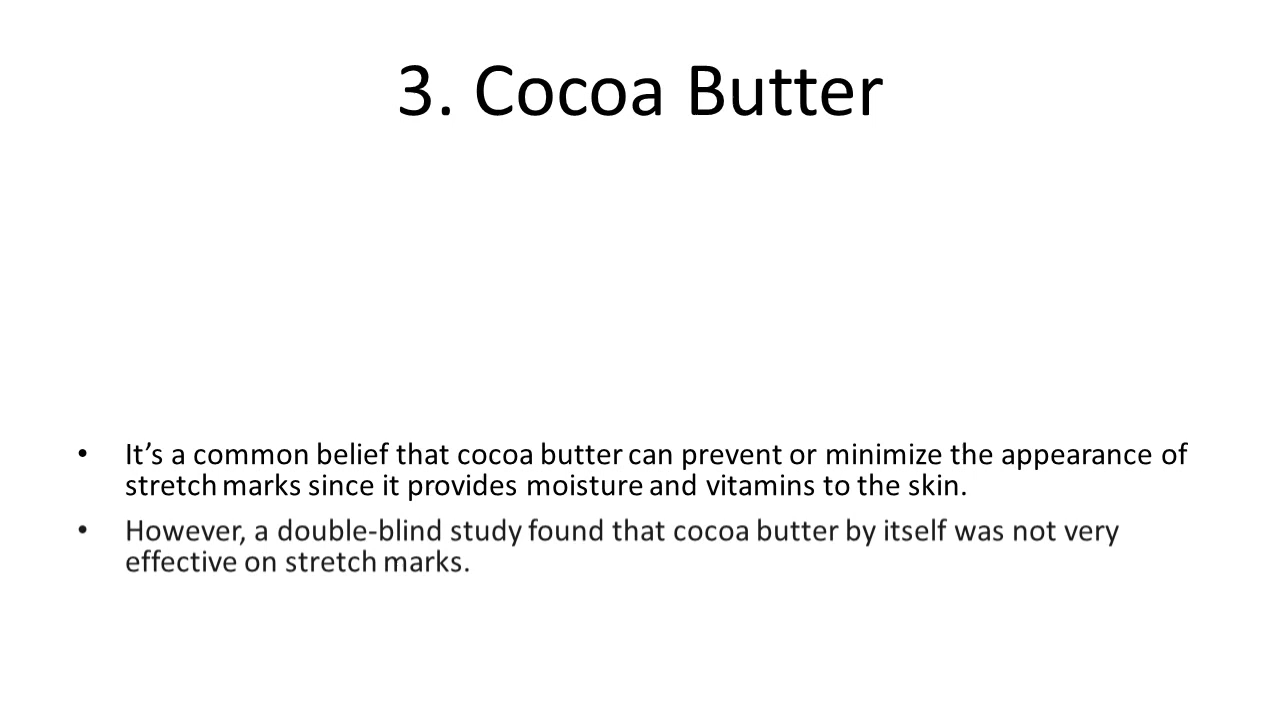 3. Cocoa Butter
• It’s a common belief that cocoa butter can prevent or minimize the appearance of
stretch marks since it provides moisture and vitamins to the skin.
• However, a double-blind study found that cocoa butter by itself was not very
effective on stretch marks.